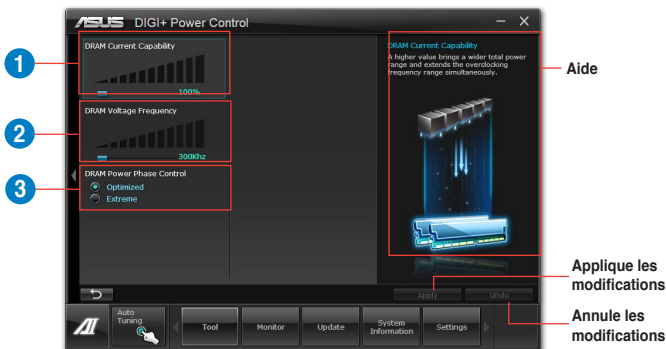 ASUS DIGI+ Power Control
1
DRAM Current Capability
100%
2
DRAM Voltage Frequency
300Khz
3
DRAM Power Phase Control
Optimized
Extreme
DRAM Current Capability
A higher value brings a wider total power
range and extends the overclocking
frequency range simultaneously.
Aide
Apply
Undo
Applique les
modifications
Annule les
modifications
AI
Auto
Tuning
Tool
Monitor
Update
System
Information
Settings